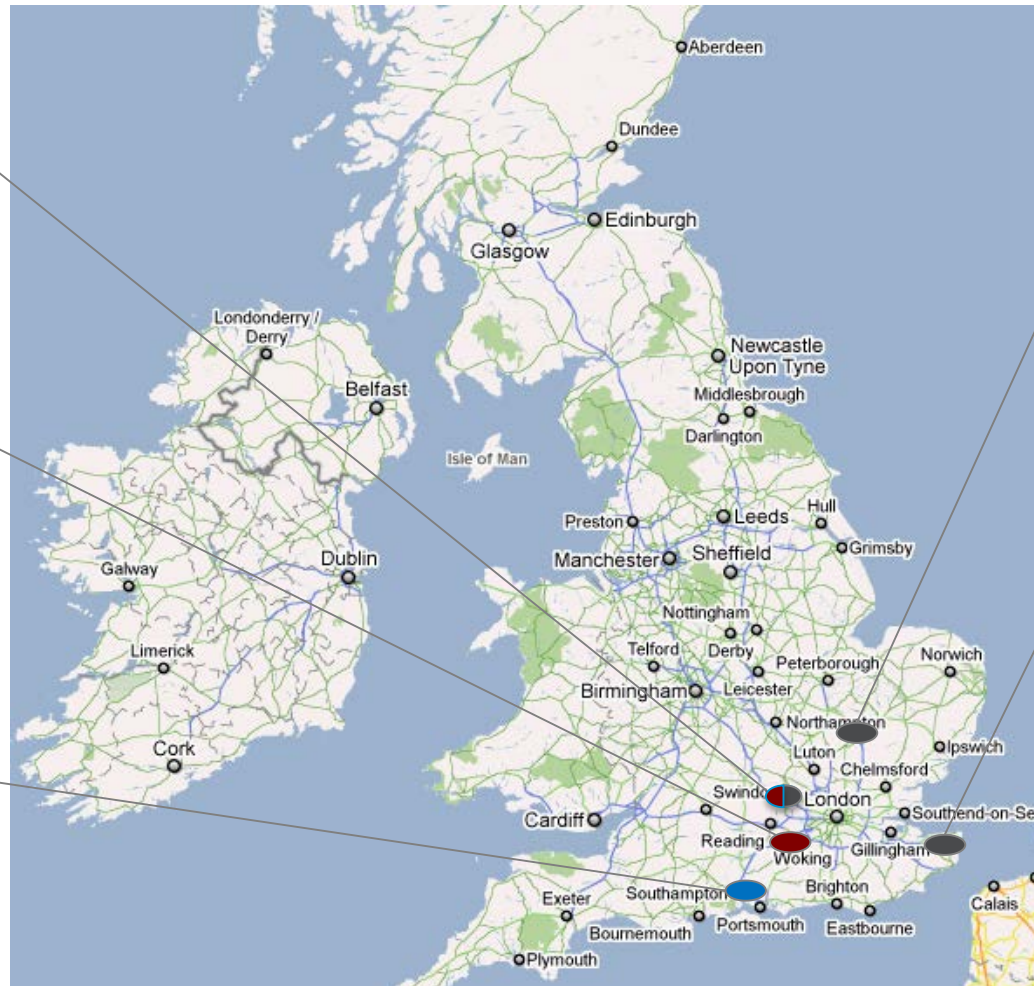 Aberdeen
Dundee
Edinburgh
Glasgow
Londonderry /
Derry
Newcastle
Upon Tyne
Belfast
Middlesbrough
Darlington
Isle of Man
Hull
Preston
Leeds
Grimsby
Manchester
Sheffield
Dublin
Galway
Nottingham
Derby
Limerick
Telford
Peterborough
Norwich
Birmingham
Leicester
Northampton
Cork
Luton
Ipswich
Chelmsford
Swindo
London
Southend-on-Se
Cardiff
Reading
Gillingham
Woking
Southampton
Brighton
Calais
Exeter
Portsmouth
Bournemouth
Eastbourne
Plymouth